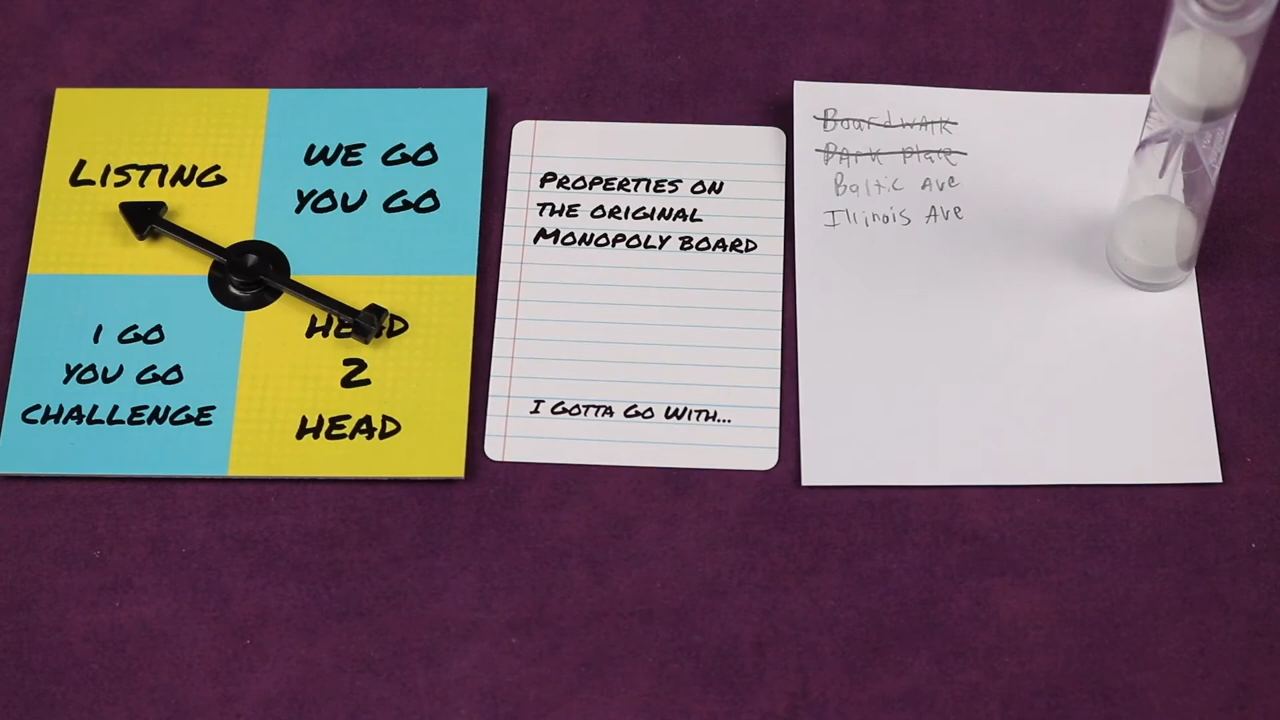 LISTING
WE GO
YOU GO
I GO
YOU GO
CHALLENGE
HEAD
2
HEAD
PROPERTIES ON
THE ORIGINAL
MONOPOLY BOARD
I GOTTA GO WITH...
Boardwalk
Park Place
Baltic Ave
Illinois Ave